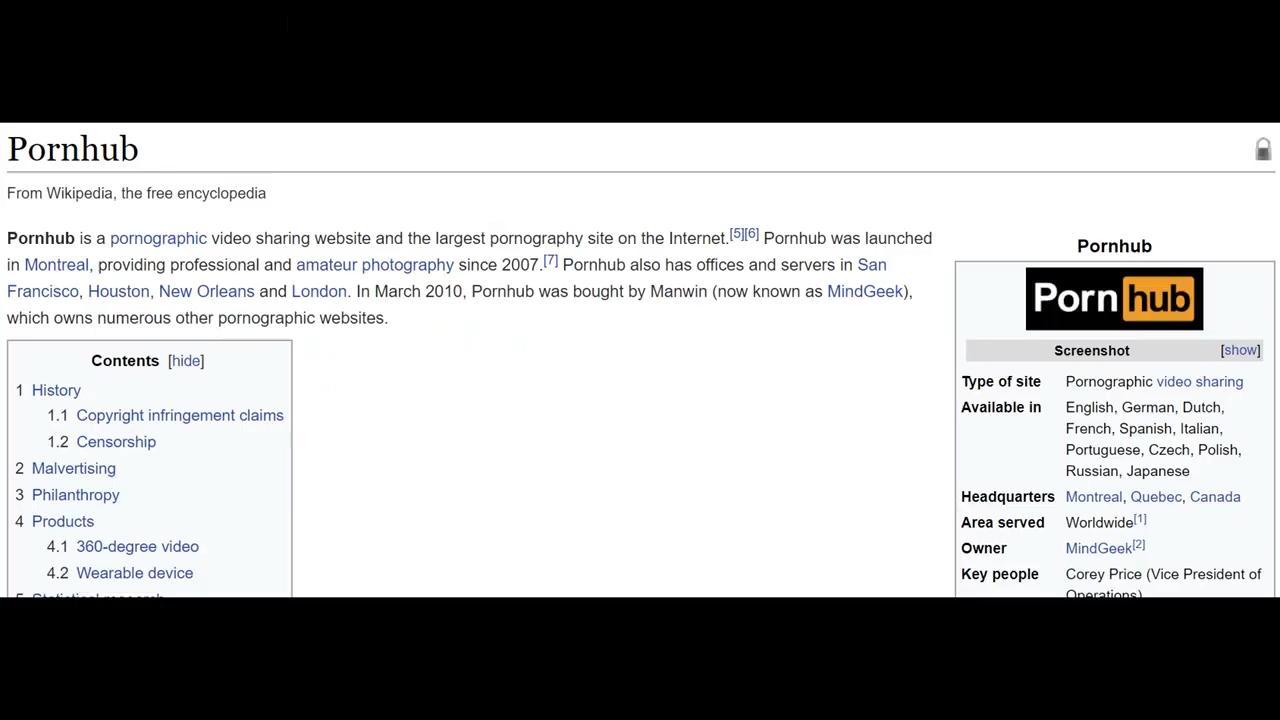 Pornhub
From Wikipedia, the free encyclopedia
Pornhub is a pornographic video sharing website and the largest pornography site on the Internet.[5][6] Pornhub was launched
in Montreal, providing professional and amateur photography since 2007.[7] Pornhub also has offices and servers in San
Francisco, Houston, New Orleans and London. In March 2010, Pornhub was bought by Manwin (now known as MindGeek),
which owns numerous other pornographic websites.
Contents [hide]
1 History
1.1 Copyright infringement claims
1.2 Censorship
2 Malvertising
3 Philanthropy
4 Products
4.1 360-degree video
4.2 Wearable device
5 Statistical research
Pornhub
Porn hub
Screenshot [show]
Type of site Pornographic video sharing
Available in English, German, Dutch,
French, Spanish, Italian,
Portuguese, Czech, Polish,
Russian, Japanese
Headquarters Montreal, Quebec, Canada
Area served Worldwide[1]
Owner MindGeek[2]
Key people Corey Price (Vice President of
Operations)